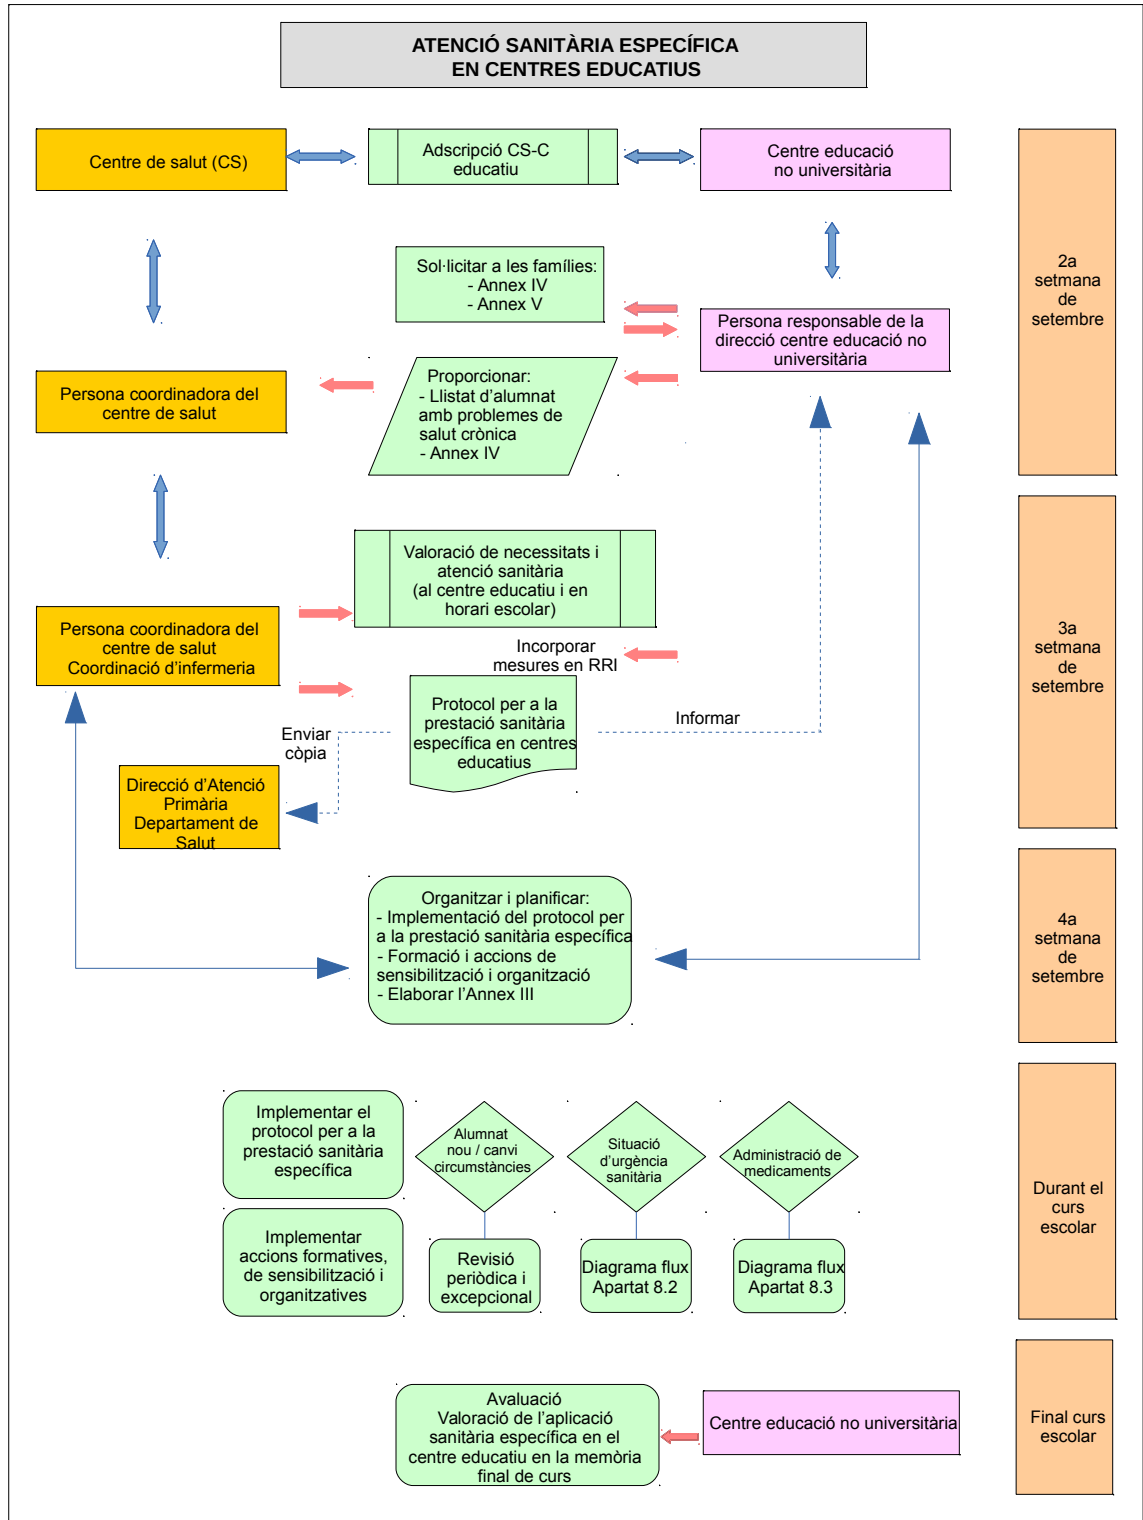 ATENCIÓ SANITÀRIA ESPECÍFICA
EN CENTRES EDUCATIUS
Centre de salut (CS)
Adscripció CS-C
educatiu
Centre educació
no universitària
Sol·licitar a les famílies:
- Annex IV
- Annex V
Persona responsable de la
direcció centre educació no
universitària
2a
setmana
de
setembre
Persona coordinadora del
centre de salut
Proporcionar:
- Llistat d’alumnat
amb problemes de
salut crònica
- Annex IV
Valoració de necessitats i
atenció sanitària
(al centre educatiu i en
horari escolar)
Persona coordinadora del
centre de salut
Coordinació d’infermeria
Incorporar
mesures en RRI
3a
setmana
de
setembre
Protocol per a la
prestació sanitària
específica en centres
educatius
Informar
Enviar
còpia
Direcció d’Atenció
Primària
Departament de
Salut
Organitzar i planificar:
- Implementació del protocol per
a la prestació sanitària específica
- Formació i accions de
sensibilització i organització
- Elaborar l’Annex III
4a
setmana
de
setembre
Implementar el
protocol per a la
prestació sanitària
específica
Alumnat
nou / canvi
circumstàncies
Situació
d’urgència
sanitària
Administració de
medicaments
Implementar
accions formatives,
de sensibilització i
organitzatives
Revisió
periòdica i
excepcional
Diagrama flux
Apartat 8.2
Diagrama flux
Apartat 8.3
Durant el
curs
escolar
Avaluació
Valoració de l’aplicació
sanitària específica en el
centre educatiu en la memòria
final de curs
Centre educació no universitària
Final curs
escolar